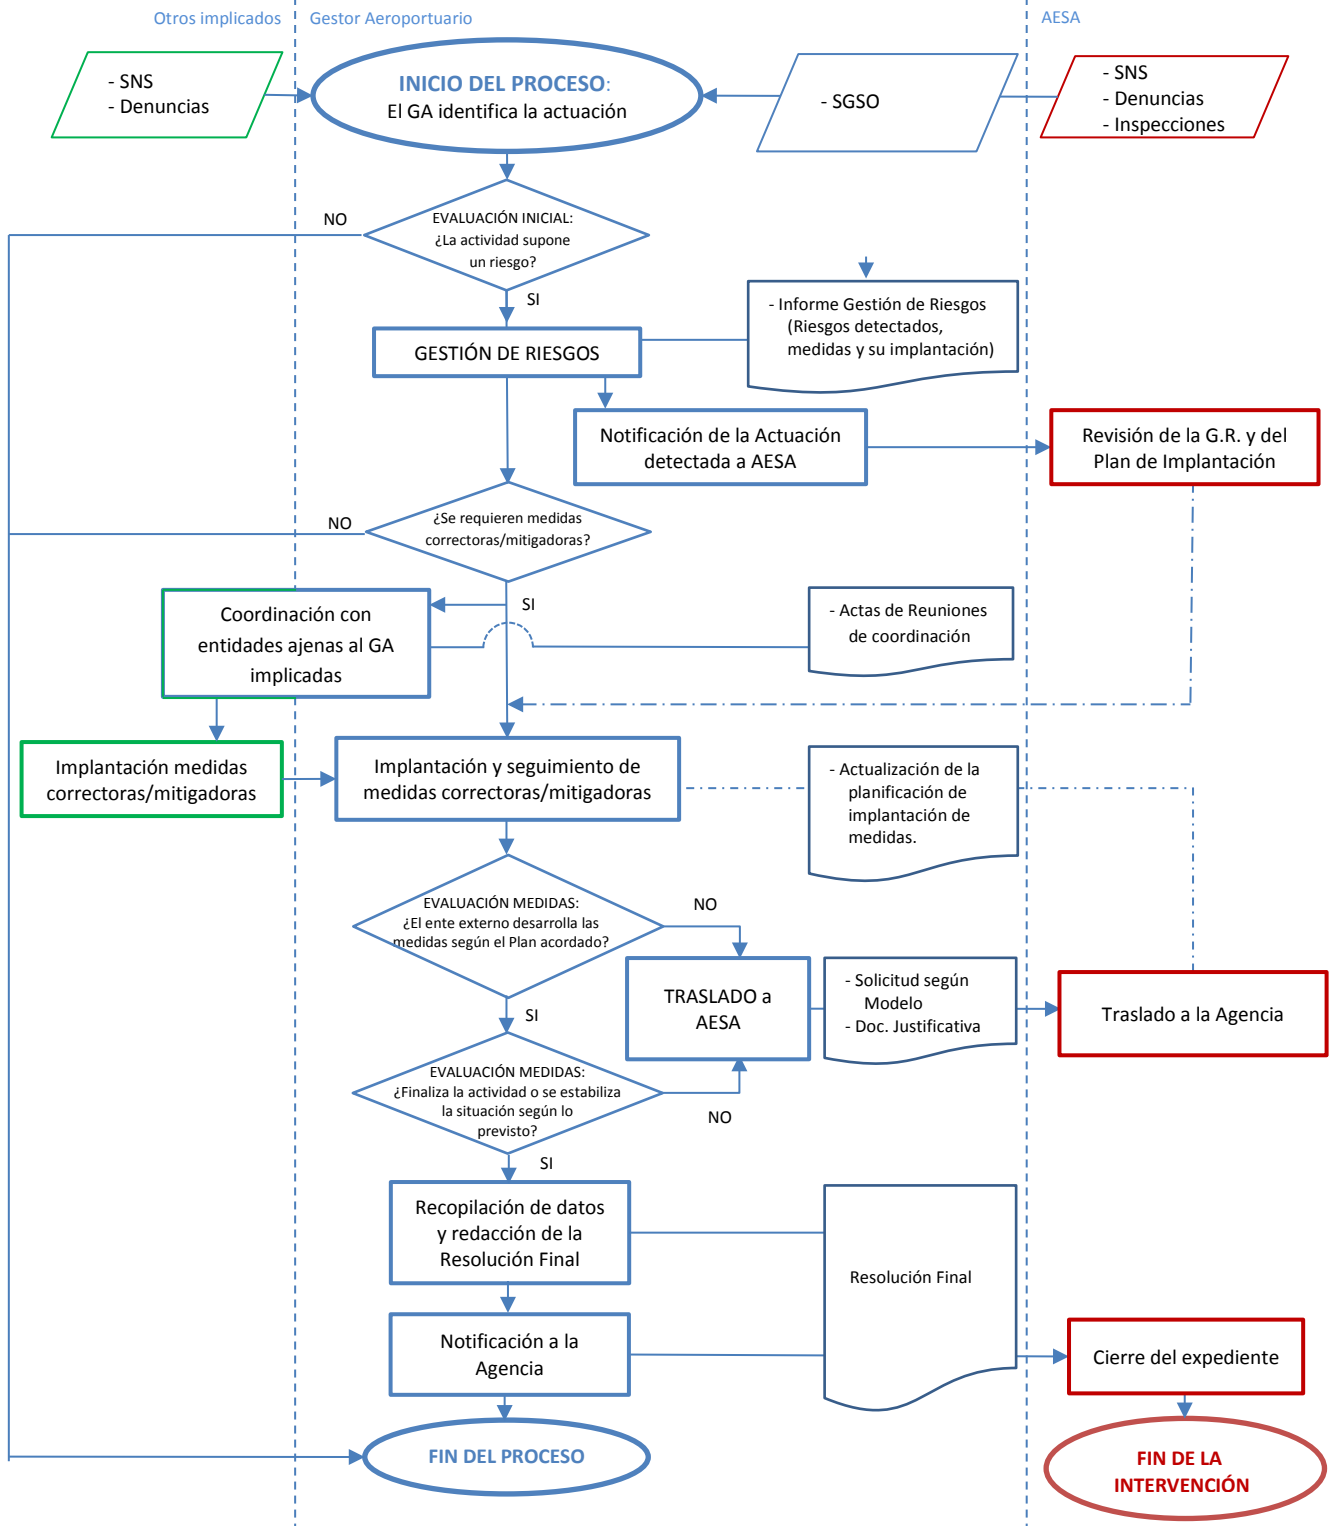 Otros implicados
Gestor Aeroportuario
AESA
- SNS
- Denuncias
INICIO DEL PROCESO:
El GA identifica la actuación
- SGSO
- SNS
- Denuncias
- Inspecciones
NO
EVALUACIÓN INICIAL:
¿La actividad supone
un riesgo?
SI
- Informe Gestión de Riesgos
(Riesgos detectados,
medidas y su implantación)
GESTIÓN DE RIESGOS
Notificación de la Actuación
detectada a AESA
Revisión de la G.R. y del
Plan de Implantación
NO
¿Se requieren medidas
correctoras/mitigadoras?
SI
Coordinación con
entidades ajenas al GA
implicadas
- Actas de Reuniones
de coordinación
Implantación medidas
correctoras/mitigadoras
Implantación y seguimiento de
medidas correctoras/mitigadoras
- Actualización de la
planificación de
implantación de
medidas.
EVALUACIÓN MEDIDAS:
¿El ente externo desarrolla las
medidas según el Plan acordado?
NO
SI
TRASLADO a
AESA
- Solicitud según
Modelo
- Doc. Justificativa
Traslado a la Agencia
EVALUACIÓN MEDIDAS:
¿Finaliza la actividad o se estabiliza
la situación según lo
previsto?
NO
SI
Recopilación de datos
y redacción de la
Resolución Final
Resolución Final
Notificación a la
Agencia
Cierre del expediente
FIN DEL PROCESO
FIN DE LA
INTERVENCIÓN